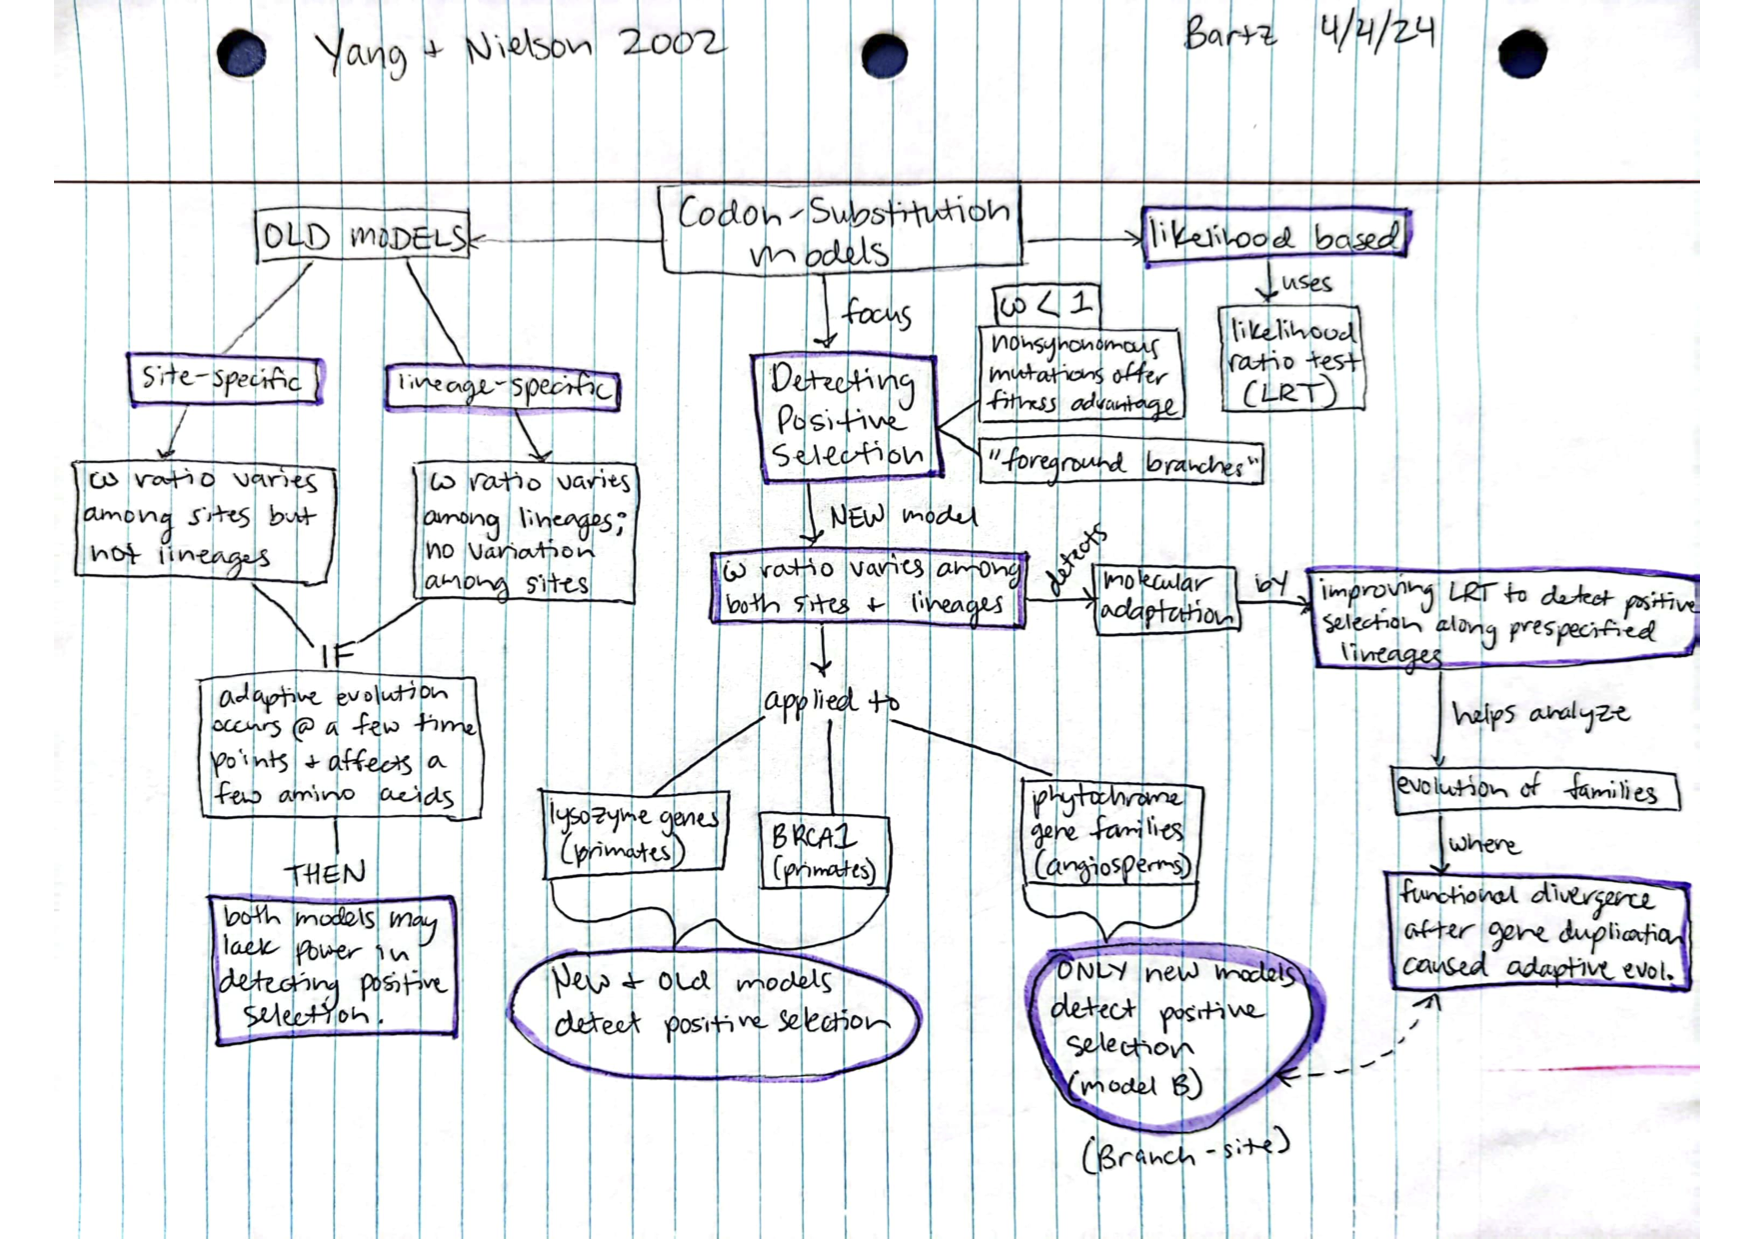 Yang + Nielson 2002
Bartz 4/4/24
Codon-Substitution
models
OLD MODELS
likelihood based
uses
likelihood
ratio test
(LRT)
focus
ω < 1
nonsynonomous
mutations offer
fitness advantage
Detecting
Positive
Selection
"foreground branches"
Site-specific
lineage-specific
ω ratio varies
among sites but
not lineages
ω ratio varies
among lineages;
no variation
among sites
IF
adaptive evolution
occurs @ a few time
points + affects a
few amino acids
THEN
both models may
lack power in
detecting positive
selection.
NEW model
ω ratio varies among
both sites + lineages
detects
molecular
adaptation
by
improving LRT to detect positive
selection along prespecified
lineages
helps analyze
evolution of families
where
functional divergence
after gene duplication
caused adaptive evol.
applied to
lysozyme genes
(primates)
BRCA1
(primates)
phytochrome
gene families
(angiosperms)
New + Old models
detect positive selection
ONLY new models
detect positive
selection
(model B)
(Branch-site)